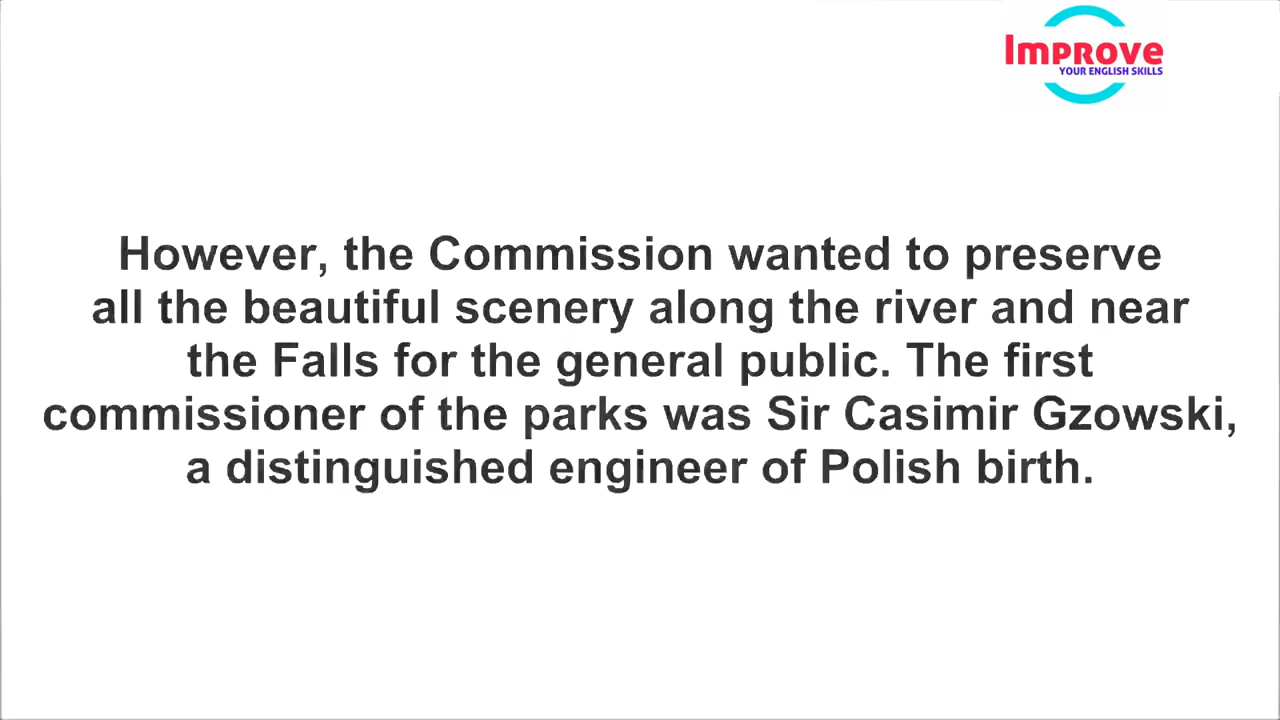 Improve
YOUR ENGLISH SKILLS
However, the Commission wanted to preserve
all the beautiful scenery along the river and near
the Falls for the general public. The first
commissioner of the parks was Sir Casimir Gzowski,
a distinguished engineer of Polish birth.